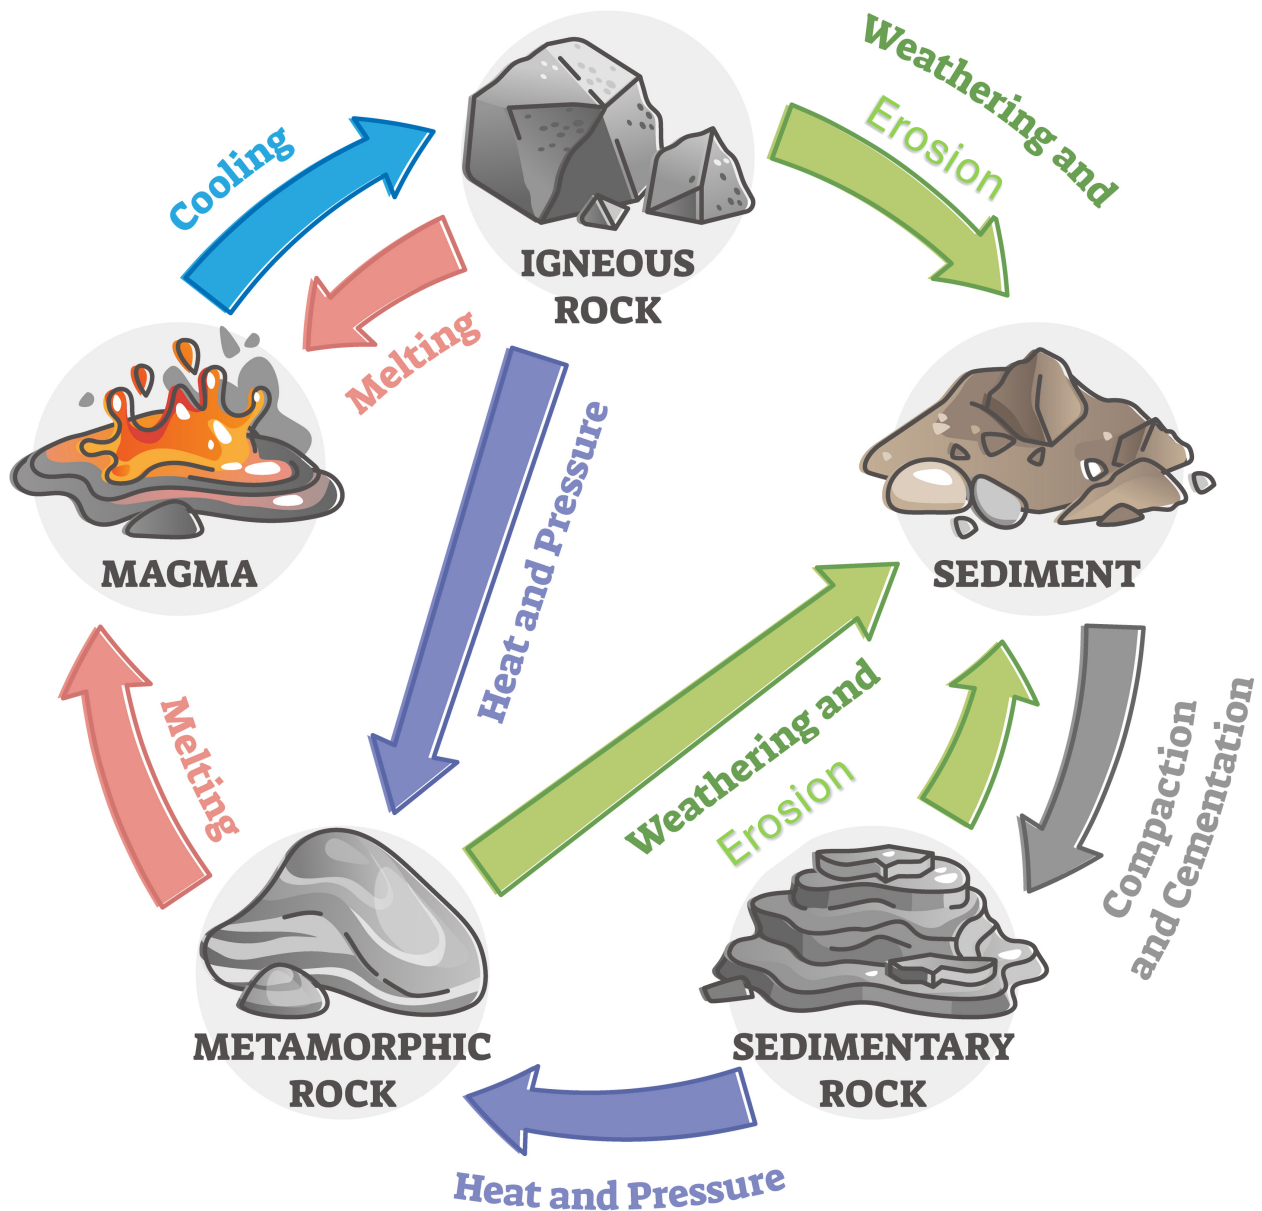 Weathering and
Erosion
Cooling
IGNEOUS
ROCK
Melting
MAGMA
Heat and Pressure
SEDIMENT
Weathering and
Erosion
Melting
Compaction
and Cementation
METAMORPHIC
ROCK
SEDIMENTARY
ROCK
Heat and Pressure